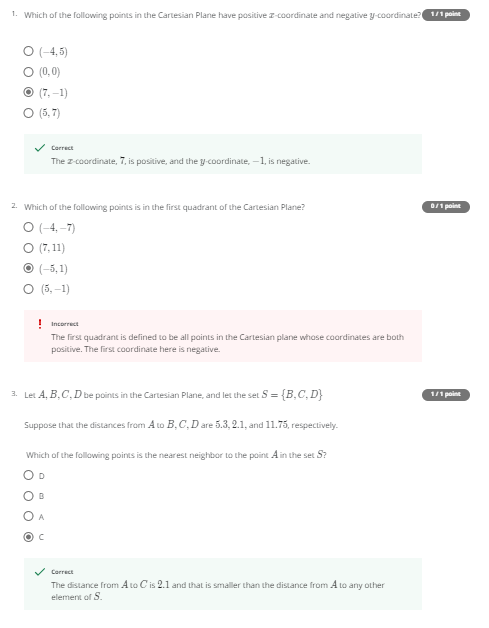 1. Which of the following points in the Cartesian Plane have positive x-coordinate and negative y-coordinate? 1 / 1 point
(−4, 5)
(0, 0)
(7, −1)
(5, 7)
Correct
The x-coordinate, 7, is positive, and the y-coordinate, −1, is negative.
2. Which of the following points is in the first quadrant of the Cartesian Plane? 0 / 1 point
(−4, −7)
(7, 11)
(−5, 1)
(5, −1)
Incorrect
The first quadrant is defined to be all points in the Cartesian plane whose coordinates are both
positive. The first coordinate here is negative.
3. Let A, B, C, D be points in the Cartesian Plane, and let the set S = {B, C, D} 1 / 1 point
Suppose that the distances from A to B, C, D are 5.3, 2.1, and 11.75, respectively.
Which of the following points is the nearest neighbor to the point A in the set S?
D
B
A
C
Correct
The distance from A to C is 2.1 and that is smaller than the distance from A to any other
element of S.